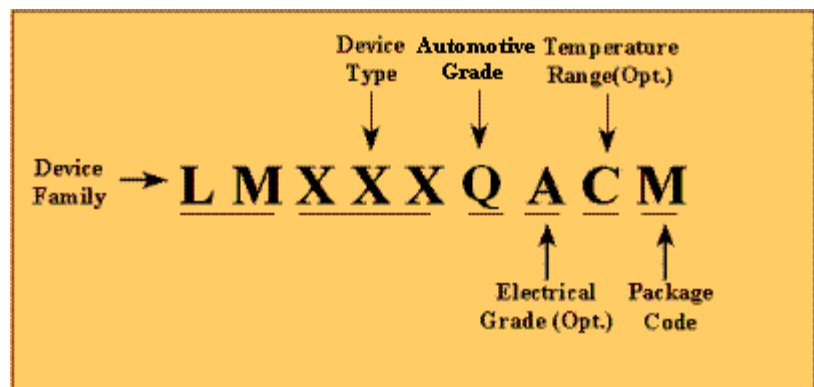 Device
Type
Automotive
Grade
Temperature
Range(Opt.)
Device
Family
L M X X X Q A C M
Electrical
Grade (Opt.)
Package
Code